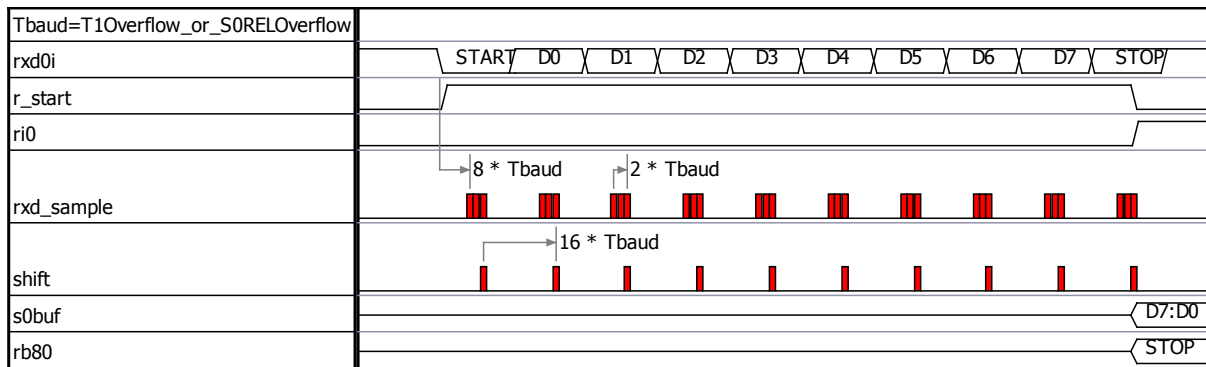 Tbaud=T1Overflow_or_S0RELOverflow
rxd0i START D0 D1 D2 D3 D4 D5 D6 D7 STOP
r_start
ri0
8 * Tbaud 2 * Tbaud
rxd_sample
16 * Tbaud
shift
s0buf D7:D0
rb80 STOP